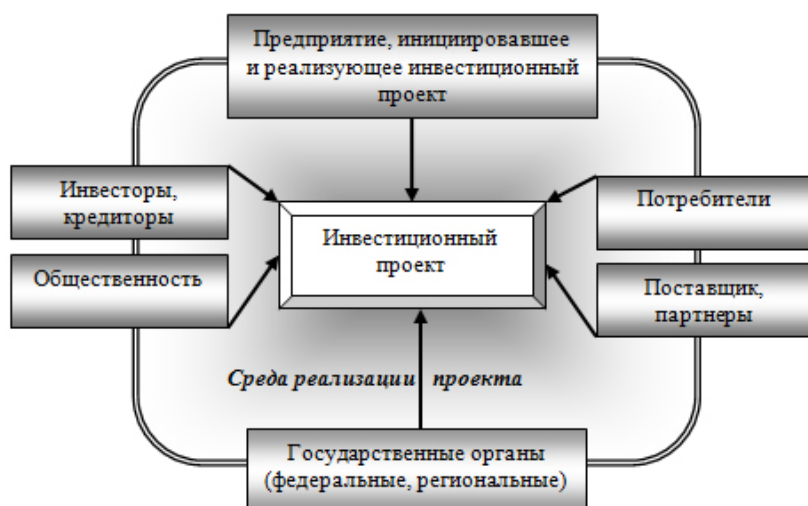 Предприятие, инициировавшее
и реализующее инвестиционный
проект
Инвесторы,
кредиторы
Потребители
Инвестиционный
проект
Общественность
Поставщик,
партнеры
Среда реализации проекта
Государственные органы
(федеральные, региональные)